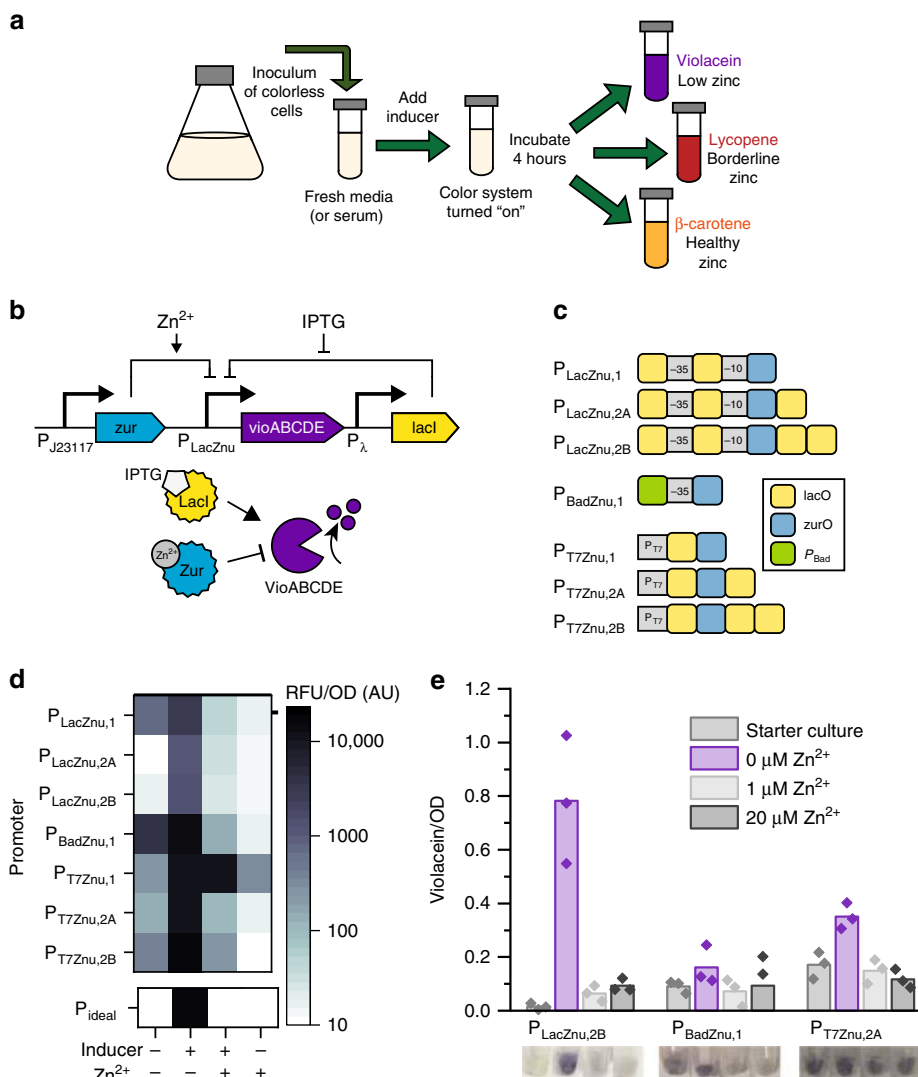 a
Inoculum
of colorless
cells
Fresh media
(or serum)
Add
inducer
Color system
turned “on”
Incubate
4 hours
Violacein
Low zinc
Lycopene
Borderline
zinc
β-carotene
Healthy
zinc
b
Zn2+
IPTG
zur
vioABCDE
lacI
PJ23117
PLacZnu
Pλ
IPTG
LacI
Zn2+
Zur
VioABCDE
c
PLacZnu,1
–35
–10
PLacZnu,2A
–35
–10
PLacZnu,2B
–35
–10
PBadZnu,1
–35
PT7Znu,1
PT7
PT7Znu,2A
PT7
PT7Znu,2B
PT7
lacO
zurO
PBad
d
RFU/OD (AU)
Promoter
PLacZnu,1
PLacZnu,2A
PLacZnu,2B
PBadZnu,1
PT7Znu,1
PT7Znu,2A
PT7Znu,2B
Pideal
10,000
1000
100
10
Inducer – + + –
Zn2+ – – + +
e
Violacein/OD
1.2
1.0
0.8
0.6
0.4
0.2
0.0
Starter culture
0 μM Zn2+
1 μM Zn2+
20 μM Zn2+
PLacZnu,2B
PBadZnu,1
PT7Znu,2A